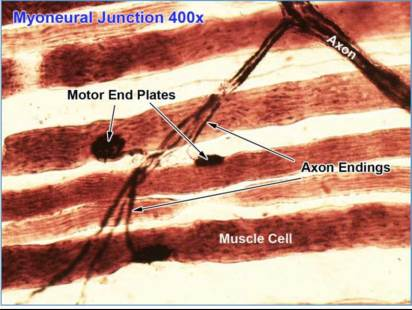 Myoneural Junction 400x
Axon
Motor End Plates
Axon Endings
Muscle Cell